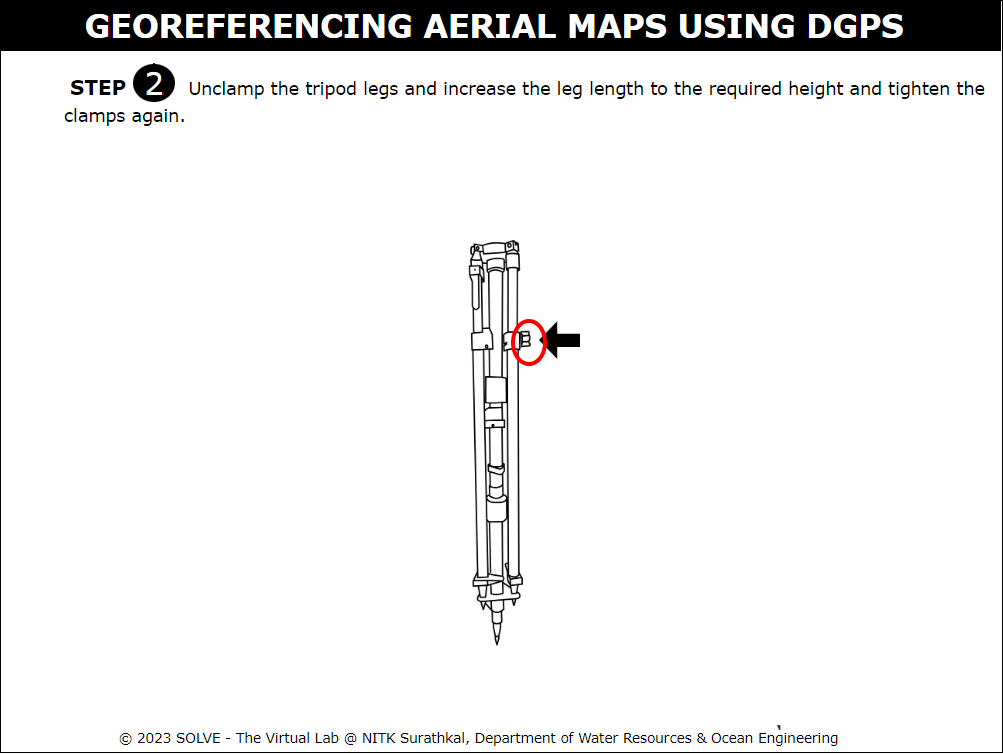 GEOREFERENCING AERIAL MAPS USING DGPS
STEP 2 Unclamp the tripod legs and increase the leg length to the required height and tighten the
clamps again.
© 2023 SOLVE - The Virtual Lab @ NITK Surathkal, Department of Water Resources & Ocean Engineering